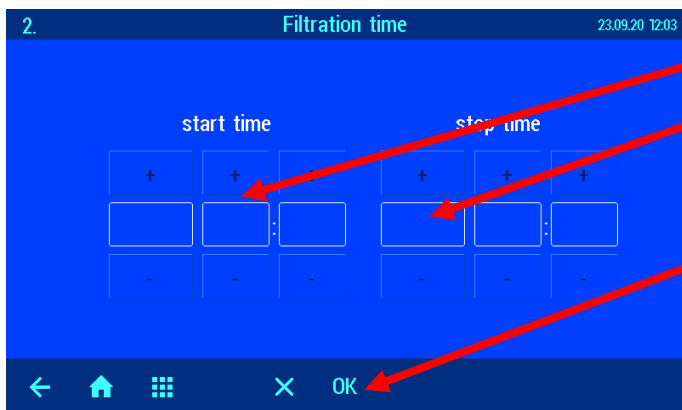 2. Filtration time 23.09.20 12:03
start time stop time
+ + + + + +
: :
- - - - - -
OK